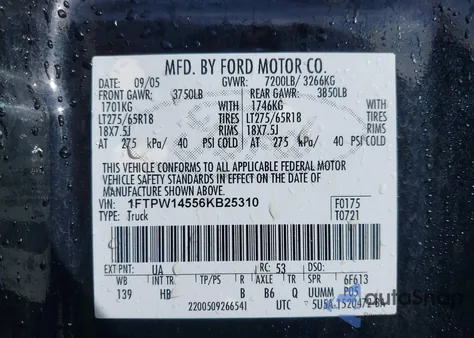 MFD. BY FORD MOTOR CO.
DATE: 09/05 GVWR: 7200LB/ 3266KG
FRONT GAWR: 3750LB REAR GAWR: 3850LB
1701KG WITH 1746KG WITH
LT275/65R18 TIRES LT275/65R18 TIRES
18X7.5J RIMS 18X7.5J RIMS
AT 275 kPa/ 40 PSI COLD AT 275 kPa/ 40 PSI COLD
THIS VEHICLE CONFORMS TO ALL APPLICABLE FEDERAL MOTOR
VEHICLE SAFETY STANDARDS IN EFFECT ON THE DATE OF
MANUFACTURE SHOWN ABOVE.
VIN: 1FTPW14556KB25310 F0175
TYPE: Truck T0721
EXT PNT: UA RC: 53 DSO:
WB INT TR TP/PS R AXLE TR SPR 6F613
139 HB B B6 Q UUMM P05
220050926541 UTC
autoSnap